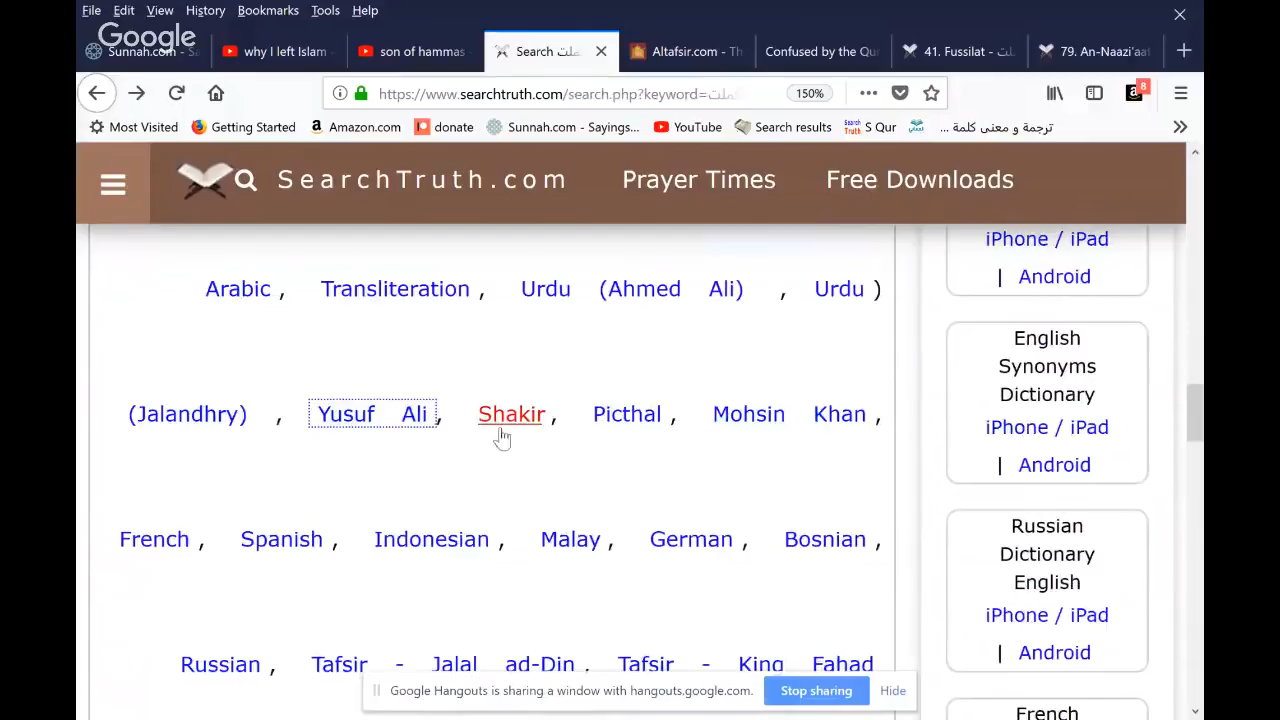 File Edit View History Bookmarks Tools Help
Google
Sunnah.com - Sa
why I left Islam -
son of hammas -
Search ملت
Altafsir.com - Th
Confused by the Qur
41. Fussilat - لت
79. An-Naazi'aat
https://www.searchtruth.com/search.php?keyword=ملت
150%
8
Most Visited
Getting Started
Amazon.com
donate
Sunnah.com - Sayings...
YouTube
Search results
S Qur
ترجمة و معنى كلمة ...
SearchTruth.com
Prayer Times
Free Downloads
Arabic , Transliteration , Urdu (Ahmed Ali) , Urdu )
(Jalandhry) , Yusuf Ali, Shakir , Picthal , Mohsin Khan ,
French , Spanish , Indonesian , Malay , German , Bosnian ,
Russian , Tafsir - Jalal ad-Din , Tafsir - King Fahad
iPhone / iPad
| Android
English
Synonyms
Dictionary
iPhone / iPad
| Android
Russian
Dictionary
English
iPhone / iPad
| Android
French
Google Hangouts is sharing a window with hangouts.google.com.
Stop sharing
Hide